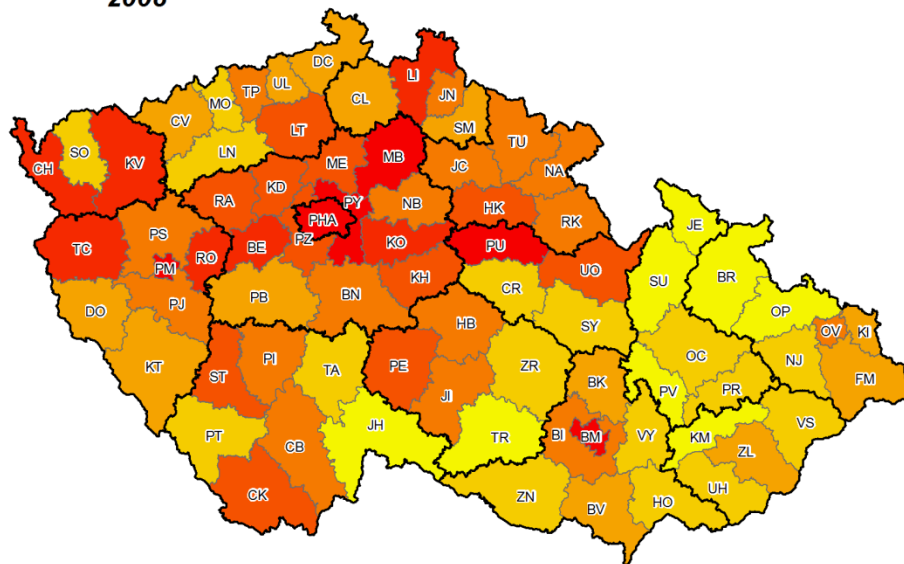 2008
DC
LI
TP
UL
MO
CL
JN
CV
SM
LT
TU
SO
LN
ME
MB
JC
CH
KV
NA
RA
KD
PY
NB
HK
RK
JE
PHA
TC
PS
BE
PZ
KO
PU
RO
UO
SU
BR
PM
KH
CR
OP
DO
PJ
PB
BN
HB
SY
OV
KI
KT
ST
PI
TA
PE
ZR
OC
NJ
FM
JI
BK
PV
PR
PT
CB
JH
TR
BI
BM
VY
KM
ZL
VS
CK
ZN
BV
HO
UH